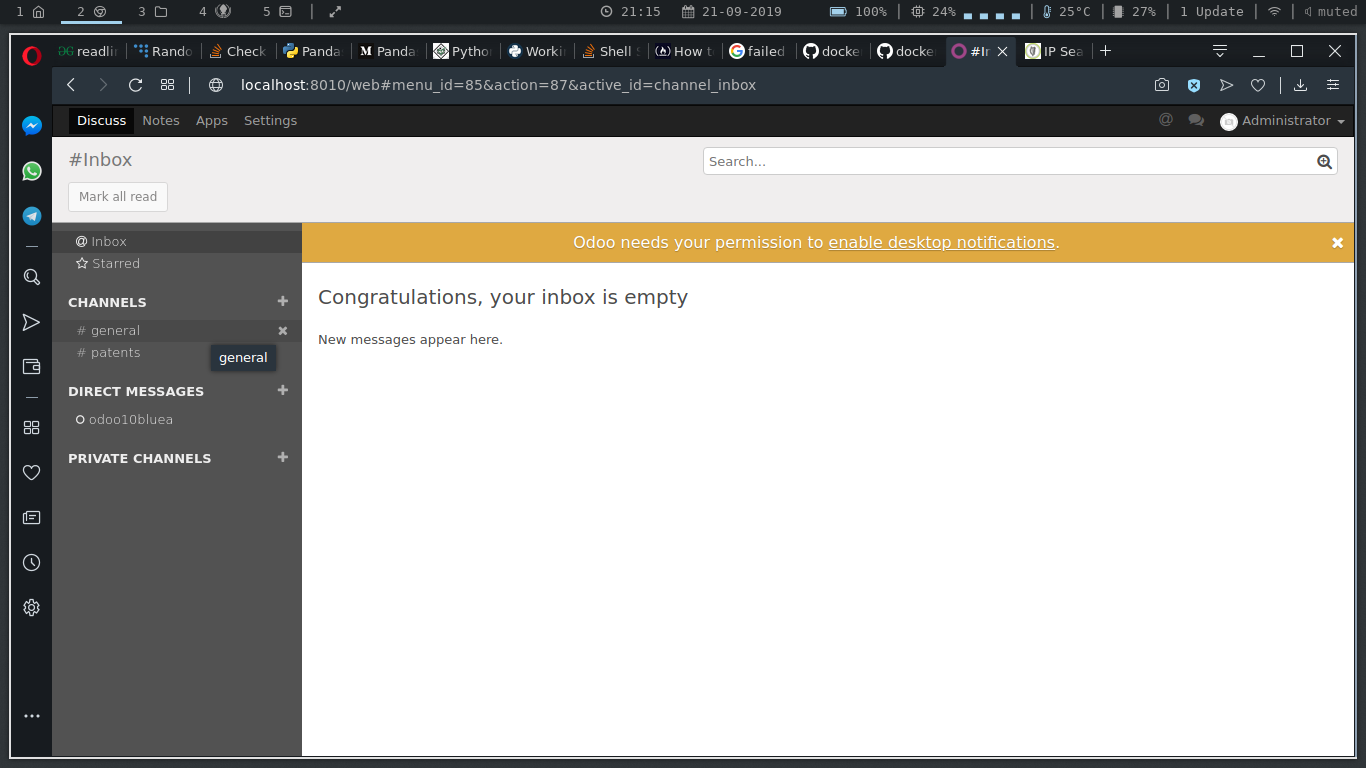 1 2 3 4 5 21:15 21-09-2019 100% 24% 25°C 27% 1 Update muted
readli Rando Check Panda Panda Pytho Worki Shell S How t failed docke docke #Ir IP Sea
localhost:8010/web#menu_id=85&action=87&active_id=channel_inbox
Discuss Notes Apps Settings @ Administrator
#Inbox
Search...
Mark all read
@ Inbox
Odoo needs your permission to enable desktop notifications.
Starred
CHANNELS
# general
# patents
general
DIRECT MESSAGES
odoo10bluea
PRIVATE CHANNELS
Congratulations, your inbox is empty
New messages appear here.